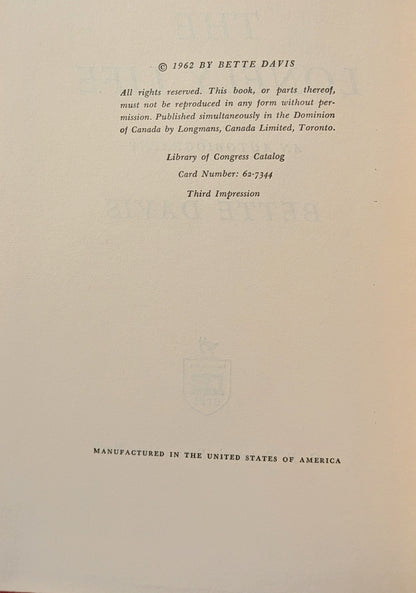 © 1962 BY BETTE DAVIS
All rights reserved. This book, or parts thereof,
must not be reproduced in any form without per-
mission. Published simultaneously in the Dominion
of Canada by Longmans, Canada Limited, Toronto.
Library of Congress Catalog
Card Number: 62-7344
Third Impression
MANUFACTURED IN THE UNITED STATES OF AMERICA